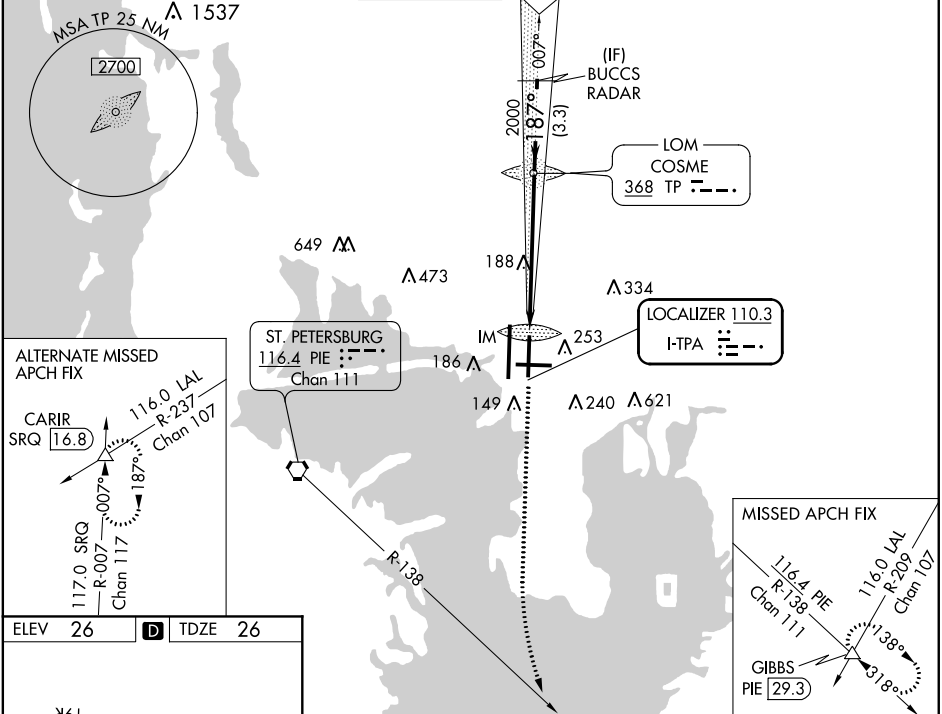 MSA TP 25 NM
1537
2700
007°
(IF)
BUCCS
RADAR
2000
187°
(3.3)
LOM
COSME
368 TP
649
473
188
334
LOCALIZER 110.3
I-TPA
IM
253
186
149
240
621
ST. PETERSBURG
116.4 PIE
Chan 111
R-138
ALTERNATE MISSED
APCH FIX
CARIR
SRQ 16.8
116.0 LAL
R-237
Chan 107
007°
187°
117.0 SRQ
R-007
Chan 117
MISSED APCH FIX
116.4 PIE
R-138
Chan 111
116.0 LAL
R-209
Chan 107
138°
318°
GIBBS
PIE 29.3
ELEV 26
D
TDZE 26